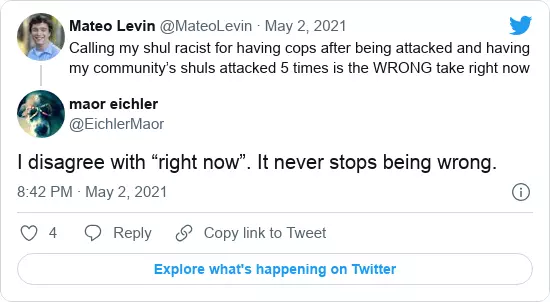 Mateo Levin @MateoLevin · May 2, 2021
Calling my shul racist for having cops after being attacked and having
my community’s shuls attacked 5 times is the WRONG take right now
maor eichler
@EichlerMaor
I disagree with “right now”. It never stops being wrong.
8:42 PM · May 2, 2021
4 Reply Copy link to Tweet
Explore what's happening on Twitter